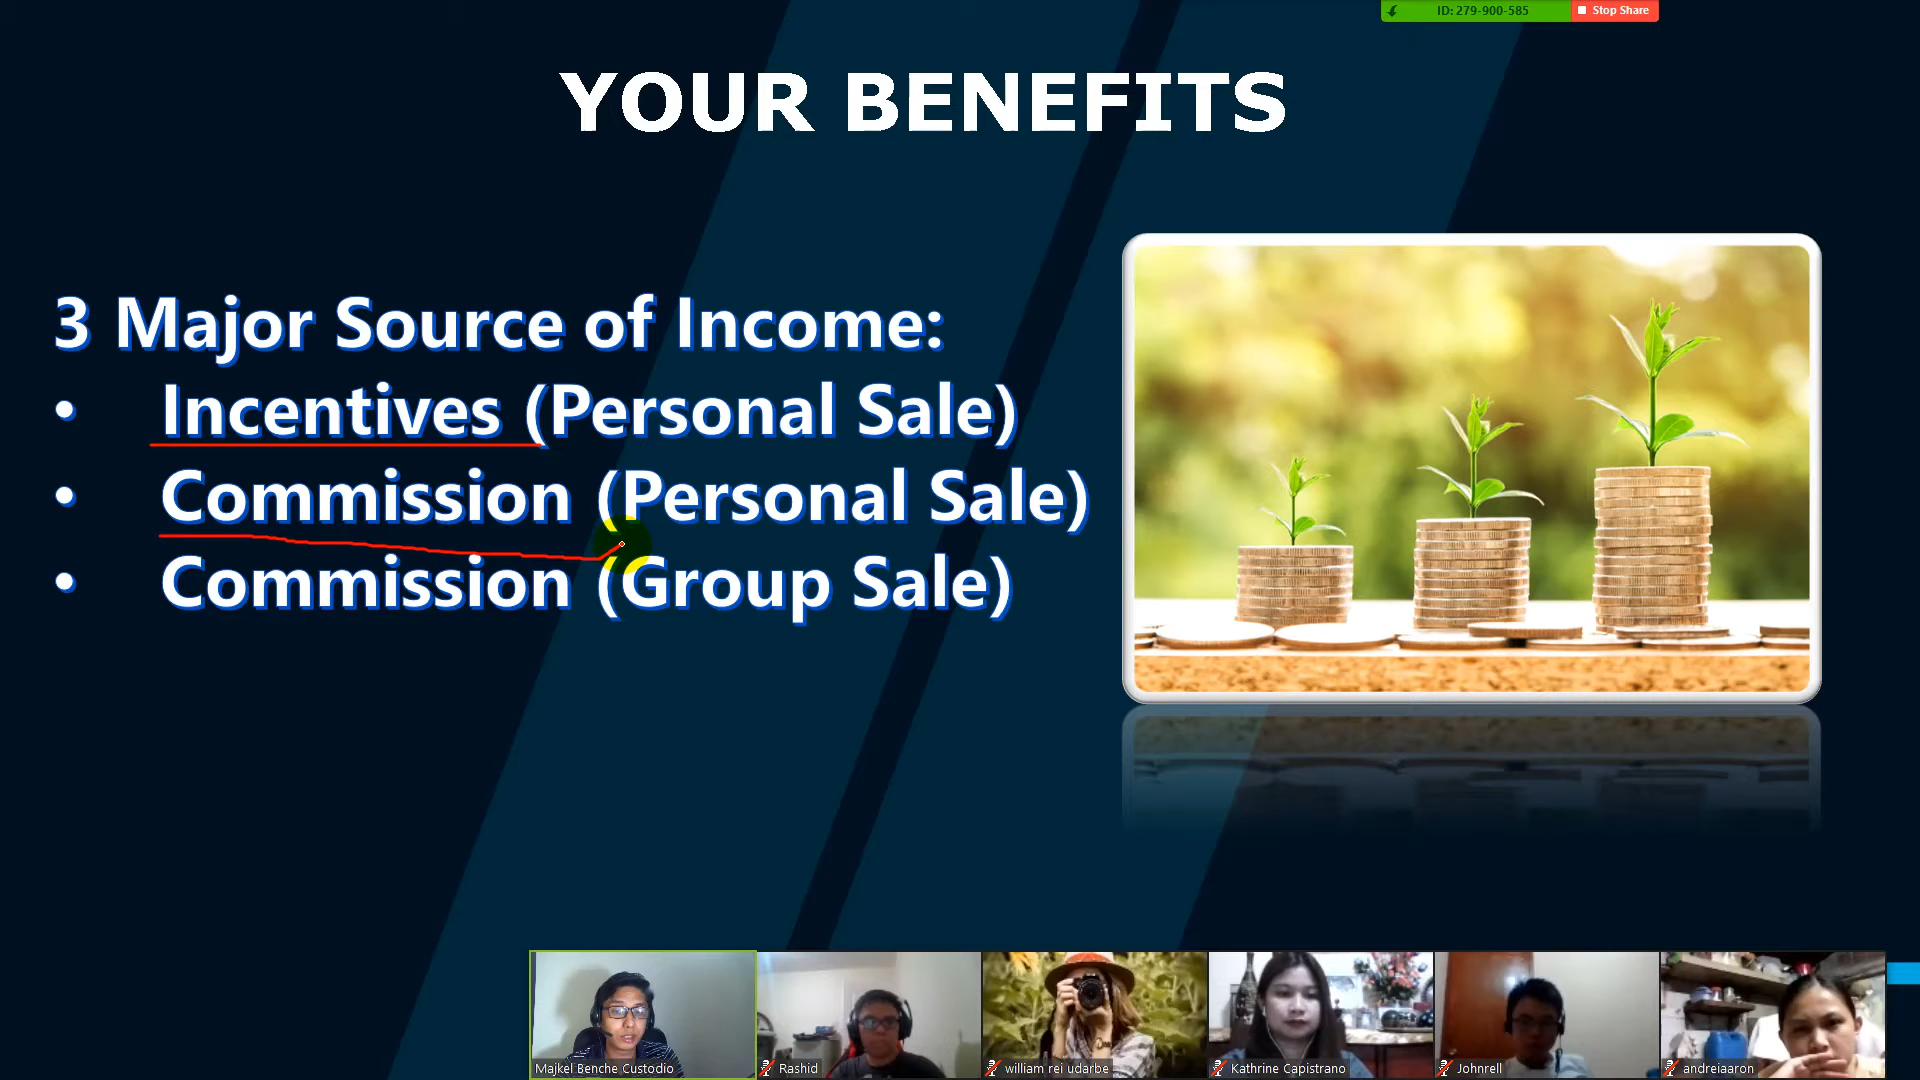 ID: 279-900-585
Stop Share
YOUR BENEFITS
3 Major Source of Income:
• Incentives (Personal Sale)
• Commission (Personal Sale)
• Commission (Group Sale)
Majkel Benche Custodio
Rashid
william rei udarbe
Kathrine Capistrano
Johnrell
andreiaaron